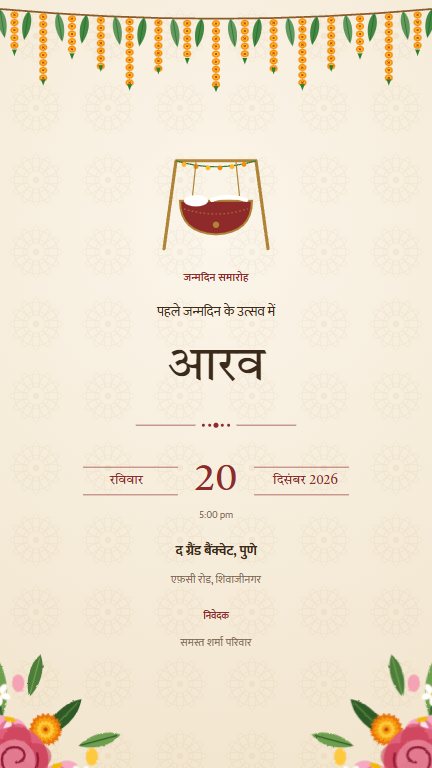 जन्मदिन समारोह
पहले जन्मदिन के उत्सव में
आरव
रविवार 20 दिसंबर 2026
5:00 pm
द ग्रैंड बैंक्वेट, पुणे
एफ़सी रोड, शिवाजीनगर
निवेदक
समस्त शर्मा परिवार